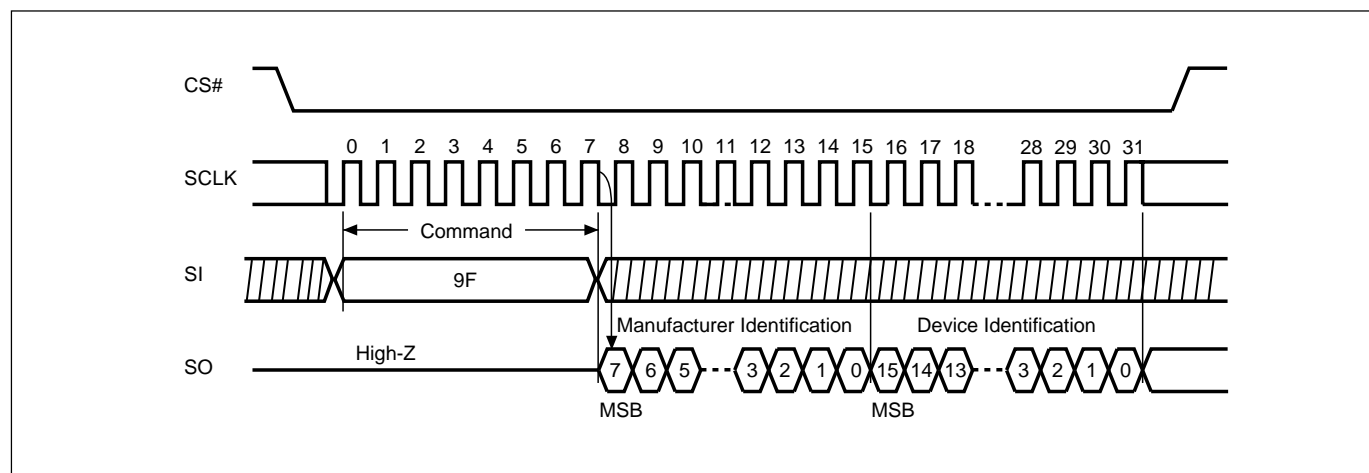 CS#
0 1 2 3 4 5 6 7 8 9 10 11 12 13 14 15 16 17 18 28 29 30 31
SCLK
Command
SI
9F
Manufacturer Identification Device Identification
High-Z
SO
7 6 5 3 2 1 0 15 14 13 3 2 1 0
MSB MSB